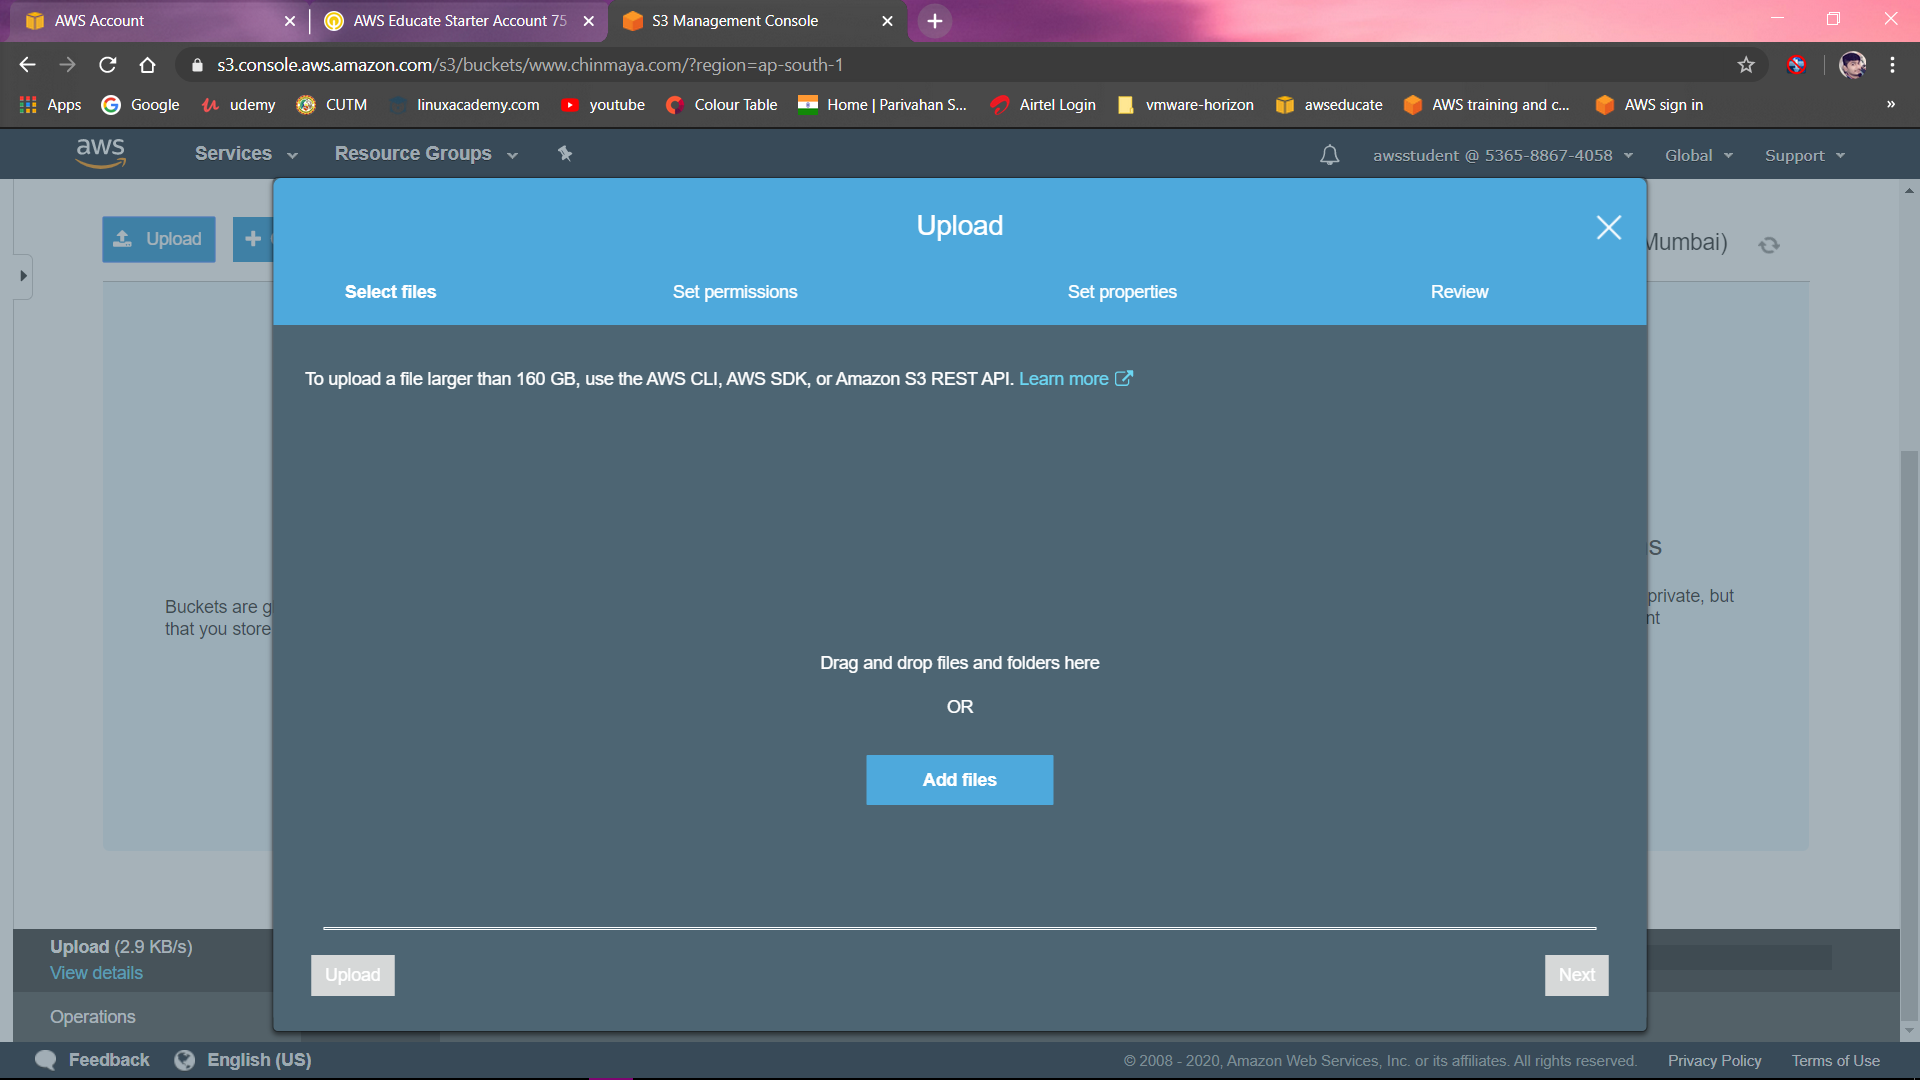 AWS Account
AWS Educate Starter Account 75
S3 Management Console
s3.console.aws.amazon.com/s3/buckets/www.chinmaya.com/?region=ap-south-1
Apps Google udemy CUTM linuxacademy.com youtube Colour Table Home | Parivahan S... Airtel Login vmware-horizon awseducate AWS training and c... AWS sign in »
aws Services Resource Groups awsstudent @ 5365-8867-4058 Global Support
Upload
Upload
Mumbai)
Select files Set permissions Set properties Review
To upload a file larger than 160 GB, use the AWS CLI, AWS SDK, or Amazon S3 REST API. Learn more
s
Buckets are g
that you store
private, but
nt
Drag and drop files and folders here
OR
Add files
Upload (2.9 KB/s)
View details
Upload Next
Operations
Feedback English (US) © 2008 - 2020, Amazon Web Services, Inc. or its affiliates. All rights reserved. Privacy Policy Terms of Use